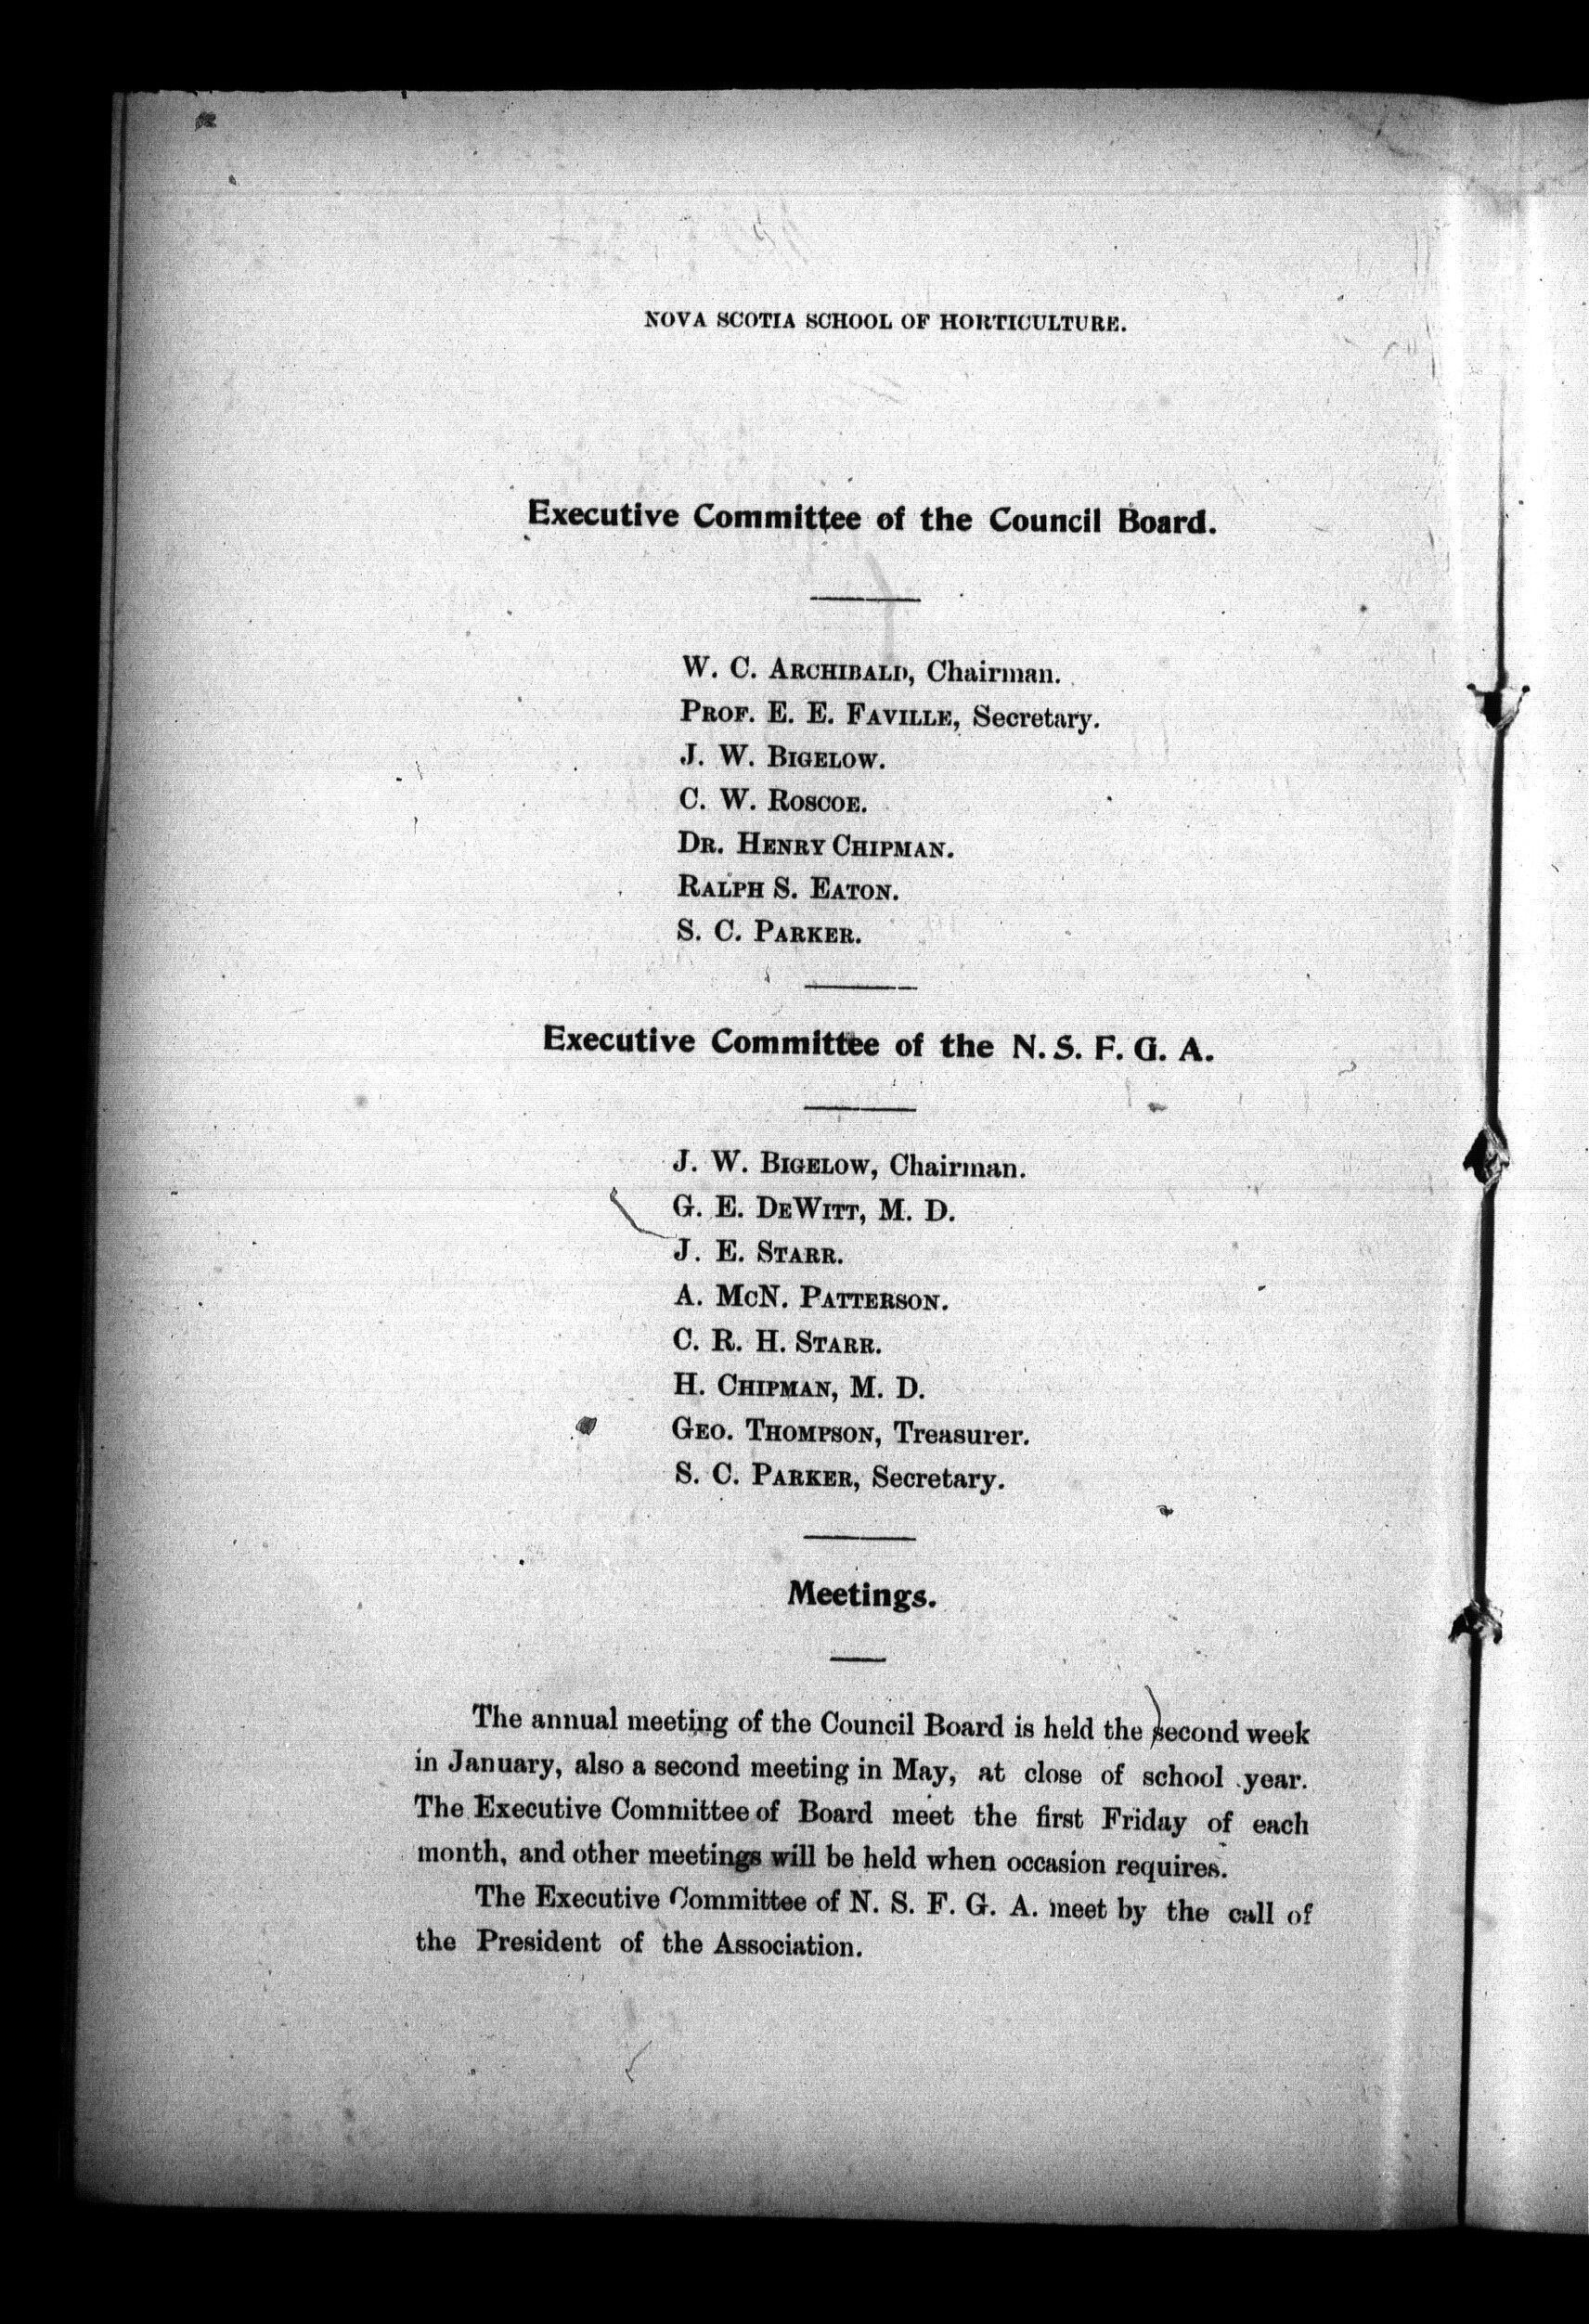 NOVA SCOTIA SCHOOL OF HORTICULTURE.
Executive Committee of the Council Board.
W. C. ARCHIBALD, Chairman.
PROF. E. E. FAVILLE, Secretary.
J. W. BIGELOW.
C. W. ROSCOE.
DR. HENRY CHIPMAN.
RALPH S. EATON.
S. C. PARKER.
Executive Committee of the N. S. F. G. A.
J. W. BIGELOW, Chairman.
G. E. DEWITT, M. D.
J. E. STARR.
A. MCN. PATTERSON.
C. R. H. STARR.
H. CHIPMAN, M. D.
GEO. THOMPSON, Treasurer.
S. C. PARKER, Secretary.
Meetings.
The annual meeting of the Council Board is held the second week
in January, also a second meeting in May, at close of school year.
The Executive Committee of Board meet the first Friday of each
month, and other meetings will be held when occasion requires.
The Executive Committee of N. S. F. G. A. meet by the call of
the President of the Association.